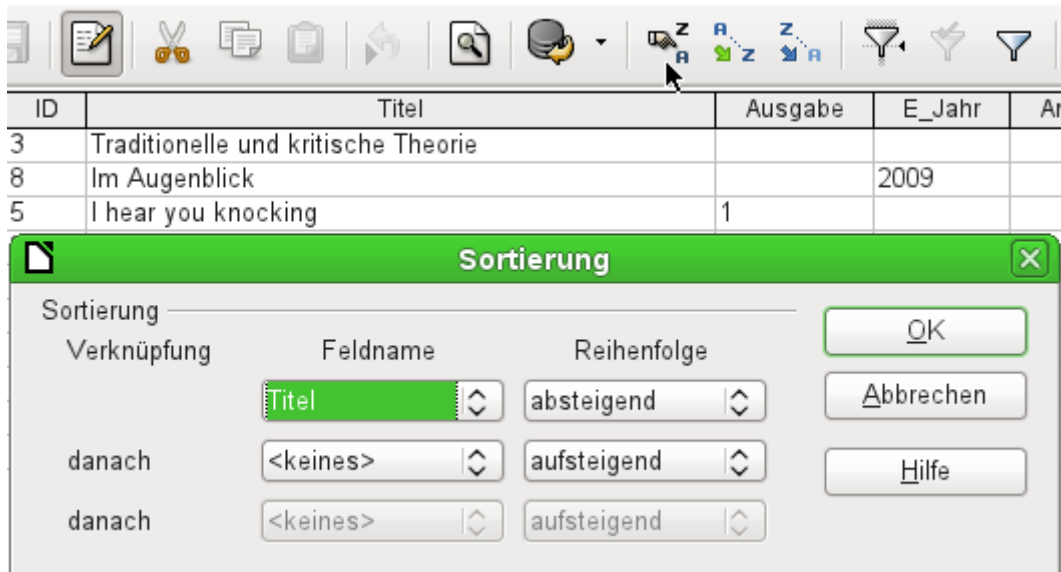 ID Titel Ausgabe E_Jahr
3 Traditionelle und kritische Theorie
8 Im Augenblick 2009
5 I hear you knocking 1
Sortierung
Sortierung
Verknüpfung Feldname Reihenfolge
OK
Titel absteigend
Abbrechen
danach <keines> aufsteigend
Hilfe
danach <keines> aufsteigend